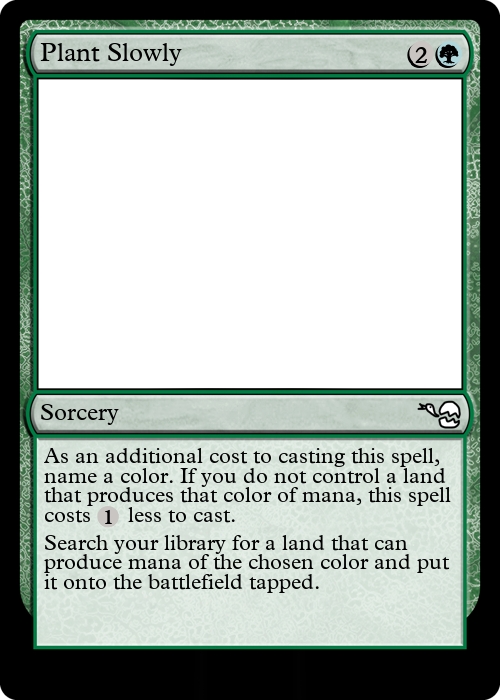 Plant Slowly 2
Sorcery
As an additional cost to casting this spell,
name a color. If you do not control a land
that produces that color of mana, this spell
costs 1 less to cast.
Search your library for a land that can
produce mana of the chosen color and put
it onto the battlefield tapped.